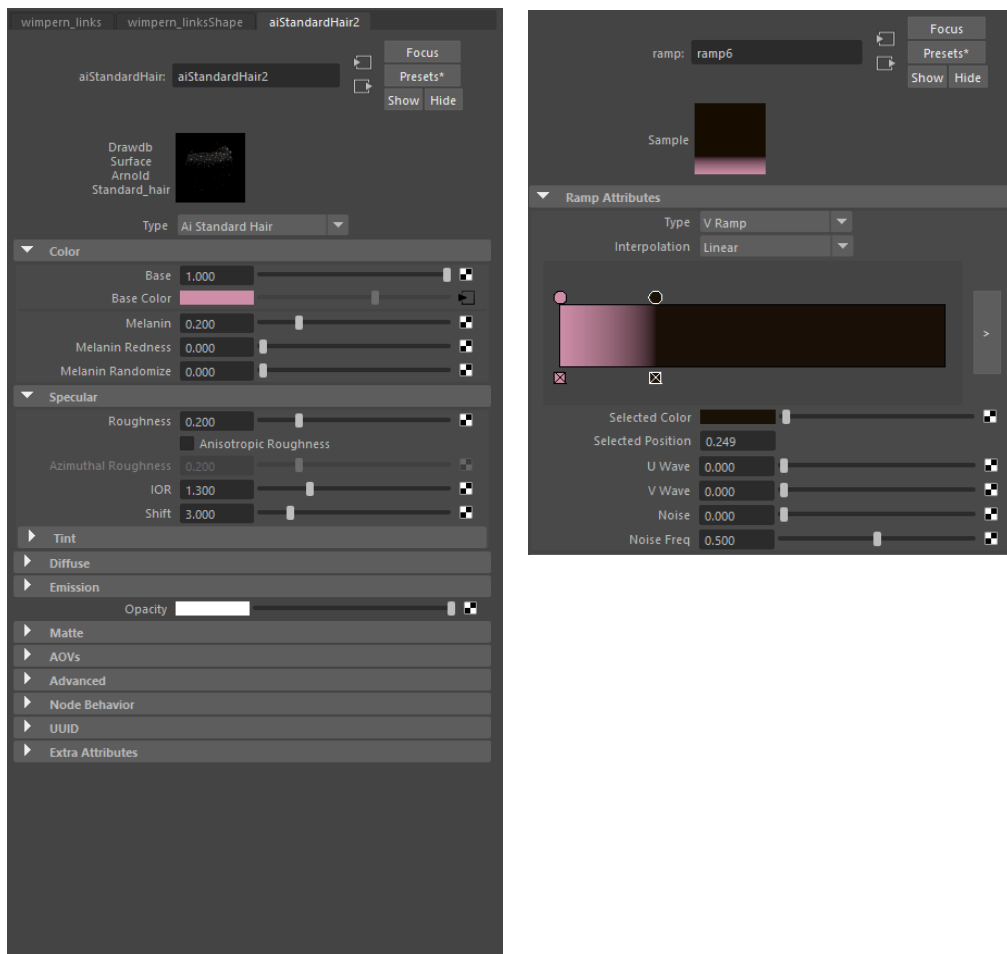 wimpern_links wimpern_linksShape aiStandardHair2
Focus
aiStandardHair: aiStandardHair2
Presets*
Show Hide
Drawdb
Surface
Arnold
Standard_hair
Type Ai Standard Hair
Color
Base 1.000
Base Color
Melanin 0.200
Melanin Redness 0.000
Melanin Randomize 0.000
Specular
Roughness 0.200
Anisotropic Roughness
Azimuthal Roughness 0.200
IOR 1.300
Shift 3.000
Tint
Diffuse
Emission
Opacity
Matte
AOVs
Advanced
Node Behavior
UUID
Extra Attributes
Focus
ramp: ramp6
Presets*
Show Hide
Sample
Ramp Attributes
Type V Ramp
Interpolation Linear
>
Selected Color
Selected Position 0.249
U Wave 0.000
V Wave 0.000
Noise 0.000
Noise Freq 0.500